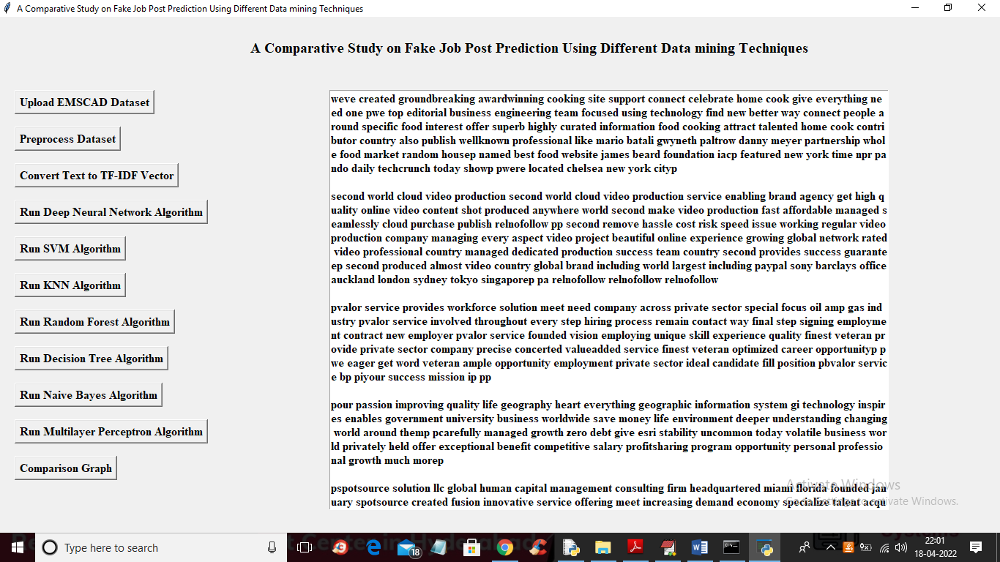 A Comparative Study on Fake Job Post Prediction Using Different Data mining Techniques
A Comparative Study on Fake Job Post Prediction Using Different Data mining Techniques
Upload EMSCAD Dataset
Preprocess Dataset
Convert Text to TF-IDF Vector
Run Deep Neural Network Algorithm
Run SVM Algorithm
Run KNN Algorithm
Run Random Forest Algorithm
Run Decision Tree Algorithm
Run Naive Bayes Algorithm
Run Multilayer Perceptron Algorithm
Comparison Graph
weve created groundbreaking awardwinning cooking site support connect celebrate home cook give everything ne
ed one pwe top editorial business engineering team focused using technology find new better way connect people a
round specific food interest offer superb highly curated information food cooking attract talented home cook contri
butor country also publish wellknown professional like mario batali gwyneth paltrow danny meyer partnership whol
e food market random housep named best food website james beard foundation iacp featured new york time npr pa
ndo daily techcrunch today showp pwere located chelsea new york cityp
second world cloud video production second world cloud video production service enabling brand agency get high q
uality online video content shot produced anywhere world second make video production fast affordable managed s
eamlessly cloud purchase publish relnofollow pp second remove hassle cost risk speed issue working regular video
production company managing every aspect video project beautiful online experience growing global network rated
video professional country managed dedicated production success team country second provides success guarante
ep second produced almost video country global brand including world largest including paypal sony barclays office
auckland london sydney tokyo singaporep pa relnofollow relnofollow relnofollow
pvalor service provides workforce solution meet need company across private sector special focus oil amp gas ind
ustry pvalor service involved throughout every step hiring process remain contact way final step signing employme
nt contract new employer pvalor service founded vision employing unique skill experience quality finest veteran pr
ovide private sector company precise concerted valueadded service finest veteran optimized career opportunityp p
we eager get word veteran ample opportunity employment private sector ideal candidate fill position pbvalor servic
e bp piyour success mission ip pp
pour passion improving quality life geography heart everything geographic information system gi technology inspir
es enables government university business worldwide save money life environment deeper understanding changing
world around themp pcarefully managed growth zero debt give esri stability uncommon today volatile business wor
ld privately held offer exceptional benefit competitive salary profitsharing program opportunity personal professio
nal growth much morep
pspotsource solution llc global human capital management consulting firm headquartered miami florida founded jan
uary spotsource created fusion innovative service offering meet increasing demand economy specialize talent acqu
Activate Windows
Go to Settings to activate Windows.
Type here to search
18
22:01
18-04-2022